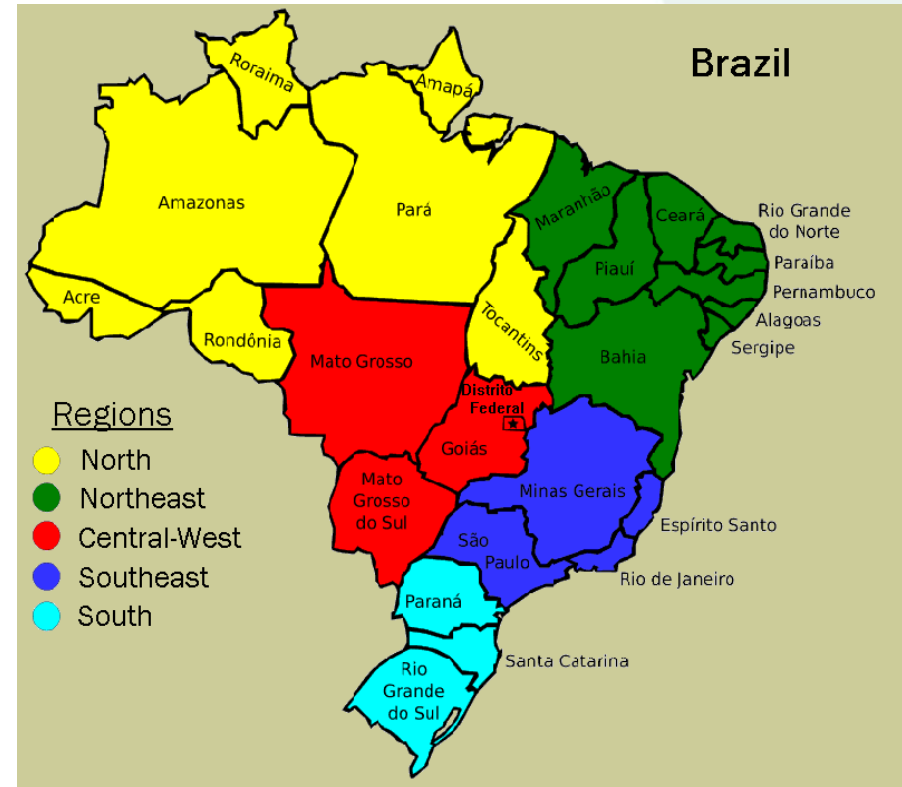 Brazil
Roraima
Amapá
Amazonas
Pará
Maranhão
Ceará
Rio Grande
do Norte
Piauí
Paraíba
Pernambuco
Acre
Alagoas
Rondônia
Tocantins
Sergipe
Mato Grosso
Bahia
Distrito
Federal
Goiás
Regions
North
Northeast
Central-West
Southeast
South
Mato
Grosso
do Sul
Minas Gerais
Espírito Santo
São
Paulo
Rio de Janeiro
Paraná
Santa Catarina
Rio
Grande
do Sul